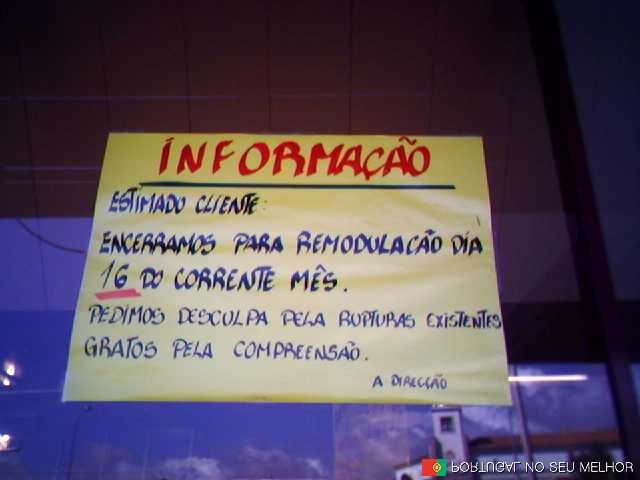 INFORMAÇÃO
ESTIMADO CLIENTE:
ENCERRAMOS PARA REMODULACÃO DIA
16 DO CORRENTE MÊS.
PEDIMOS DESCULPA PELA RUPTURAS EXISTENTES
GRATOS PELA COMPREENSÃO.
A DIRECÇÃO
PORTUGAL NO SEU MELHOR